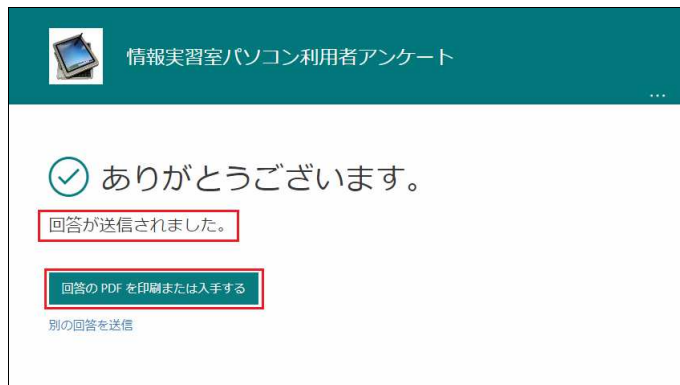 情報実習室パソコン利用者アンケート
...
ありがとうございます。
回答が送信されました。
回答の PDF を印刷または入手する
別の回答を送信